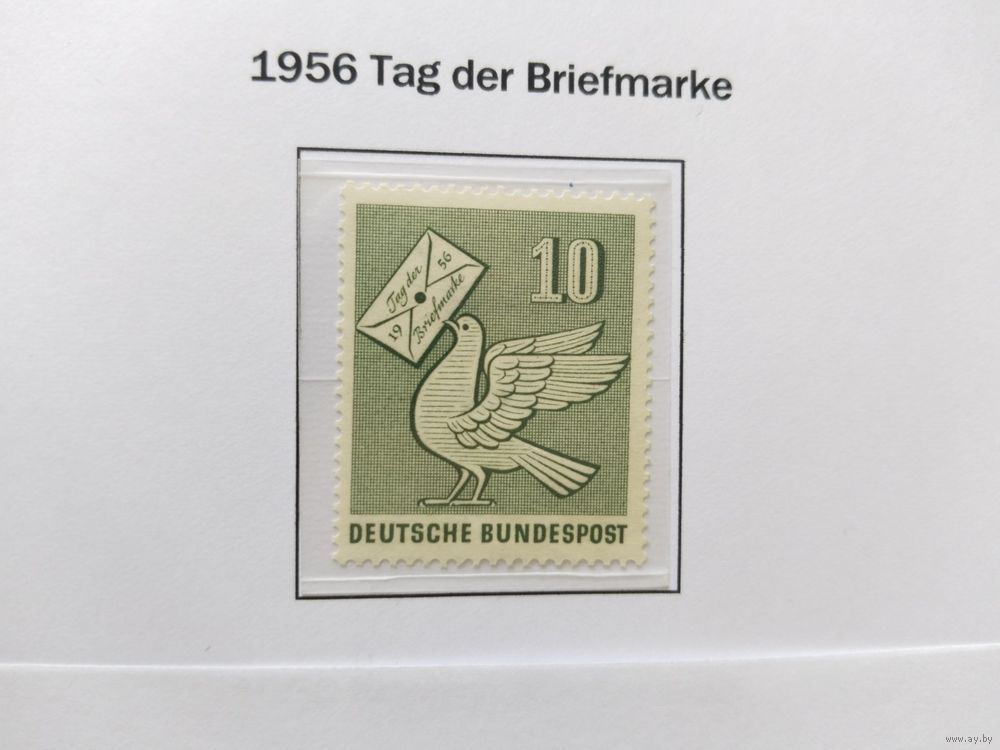 1956 Tag der Briefmarke
10
Tag der
19 56
Briefmarke
DEUTSCHE BUNDESPOST
www.ay.by